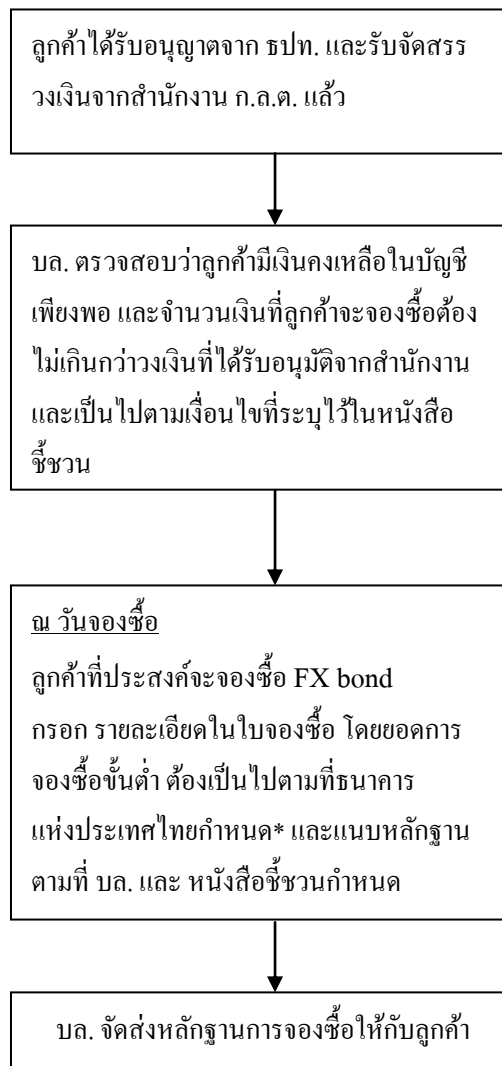 ลูกค้าได้รับอนุญาตจาก ธปท. และรับจัดสรร
วงเงินจากสำนักงาน ก.ล.ต. แล้ว
บล. ตรวจสอบว่าลูกค้ามีเงินคงเหลือในบัญชี
เพียงพอ และจำนวนเงินที่ลูกค้าจะจองซื้อต้อง
ไม่เกินกว่าวงเงินที่ได้รับอนุมัติจากสำนักงาน
และเป็นไปตามเงื่อนไขที่ระบุไว้ในหนังสือ
ชี้ชวน
ณ วันจองซื้อ
ลูกค้าที่ประสงค์จะจองซื้อ FX bond
กรอก รายละเอียดในใบจองซื้อ โดยยอดการ
จองซื้อขั้นต่ำ ต้องเป็นไปตามที่ธนาคาร
แห่งประเทศไทยกำหนด* และแนบหลักฐาน
ตามที่ บล. และ หนังสือชี้ชวนกำหนด
บล. จัดส่งหลักฐานการจองซื้อให้กับลูกค้า